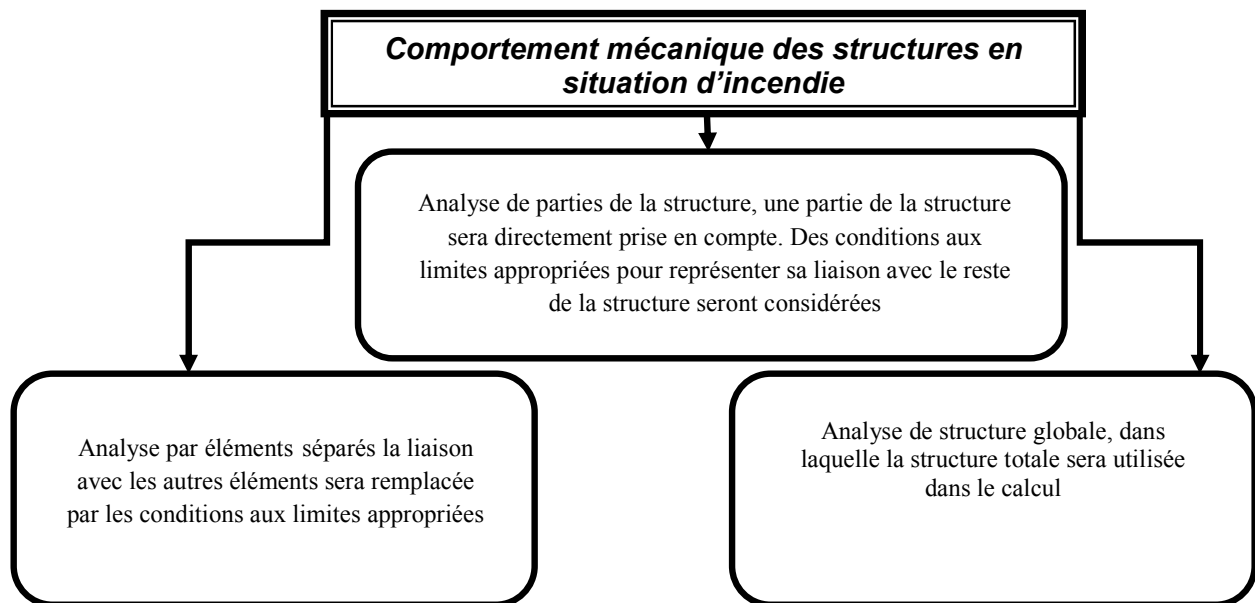 Comportement mécanique des structures en
situation d'incendie
Analyse de parties de la structure, une partie de la structure
sera directement prise en compte. Des conditions aux
limites appropriées pour représenter sa liaison avec le reste
de la structure seront considérées
Analyse par éléments séparés la liaison
avec les autres éléments sera remplacée
par les conditions aux limites appropriées
Analyse de structure globale, dans
laquelle la structure totale sera utilisée
dans le calcul